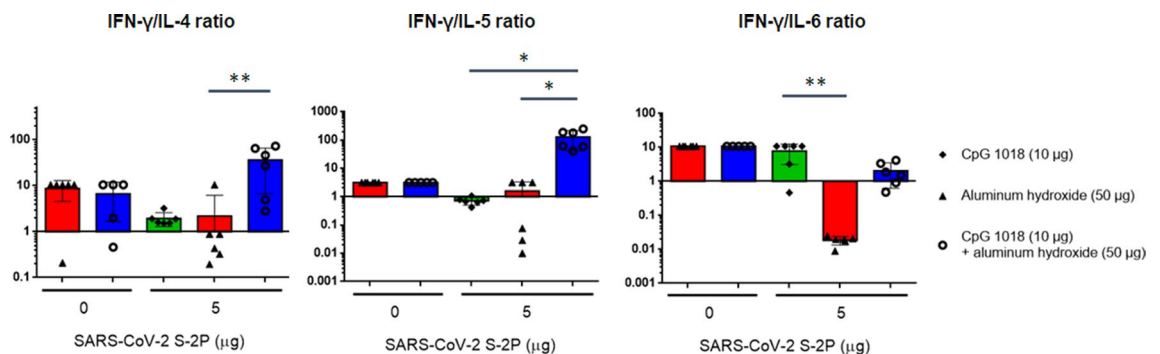 IFN-γ/IL-4 ratio
**
100
10
1
0.1
0
5
SARS-CoV-2 S-2P (µg)
IFN-γ/IL-5 ratio
*
*
1000
100
10
1
0.1
0.01
0.001
0
5
SARS-CoV-2 S-2P (µg)
IFN-γ/IL-6 ratio
**
100
10
1
0.1
0.01
0.001
0
5
SARS-CoV-2 S-2P (µg)
CpG 1018 (10 µg)
Aluminum hydroxide (50 µg)
CpG 1018 (10 µg)
+ aluminum hydroxide (50 µg)